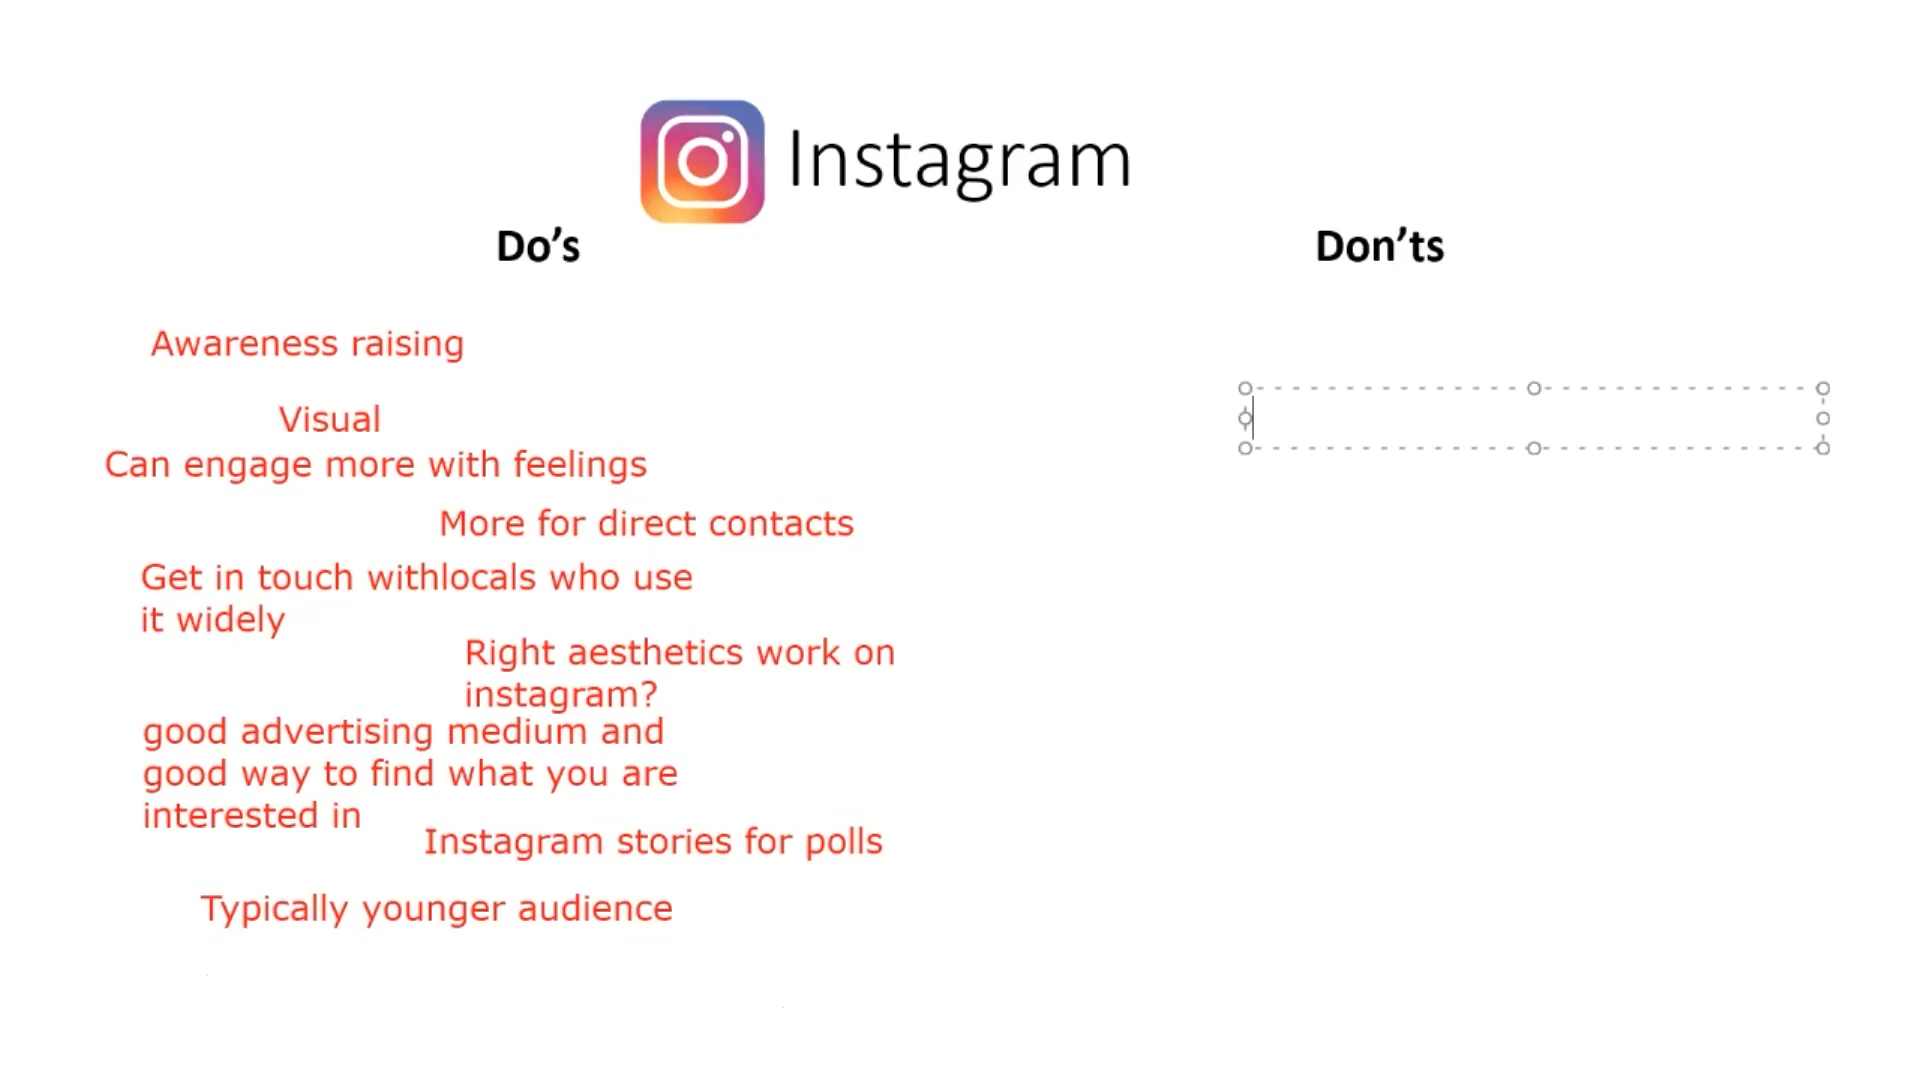 Instagram
Do’s
Don’ts
Awareness raising
Visual
Can engage more with feelings
More for direct contacts
Get in touch withlocals who use
it widely
Right aesthetics work on
instagram?
good advertising medium and
good way to find what you are
interested in
Instagram stories for polls
Typically younger audience